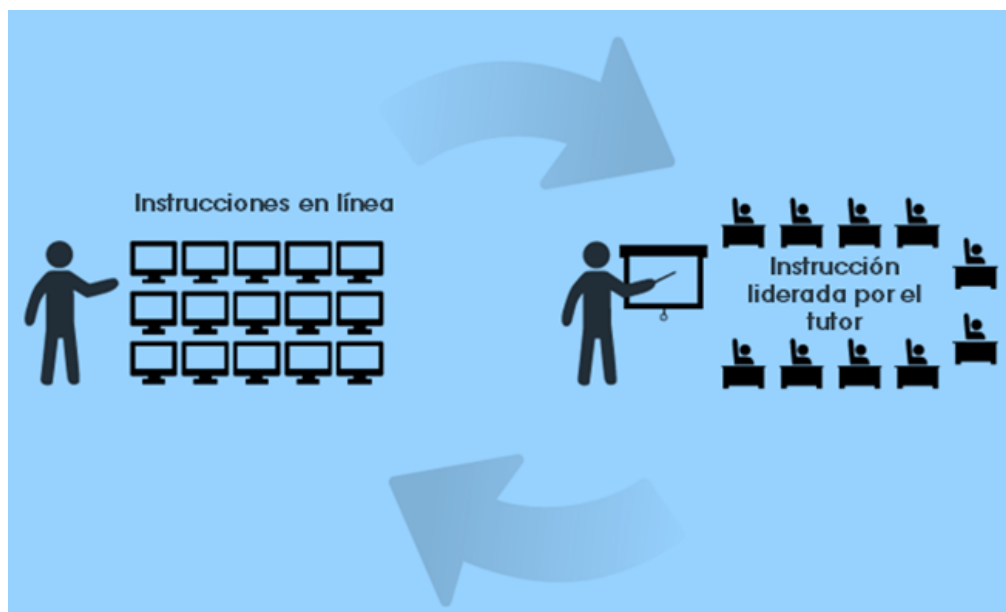 Instrucciones en línea
Instrucción
liderada por el
tutor